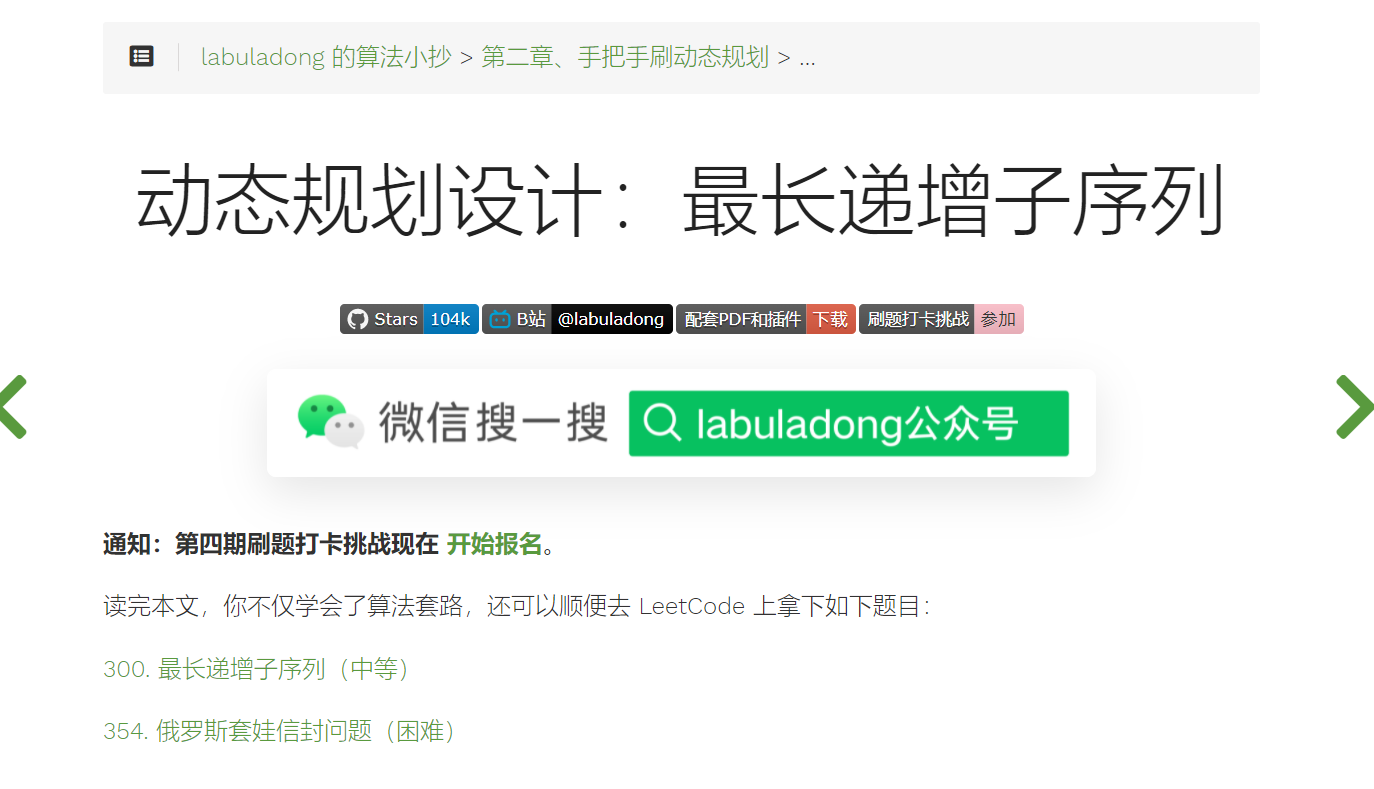 labuladong 的算法小抄 > 第二章、手把手刷动态规划 > ...
动态规划设计：最长递增子序列
Stars 104k B站 @labuladong 配套PDF和插件 下载 刷题打卡挑战 参加
微信搜一搜 labuladong公众号
通知：第四期刷题打卡挑战现在 开始报名。
读完本文，你不仅学会了算法套路，还可以顺便去 LeetCode 上拿下如下题目：
300. 最长递增子序列（中等）
354. 俄罗斯套娃信封问题（困难）